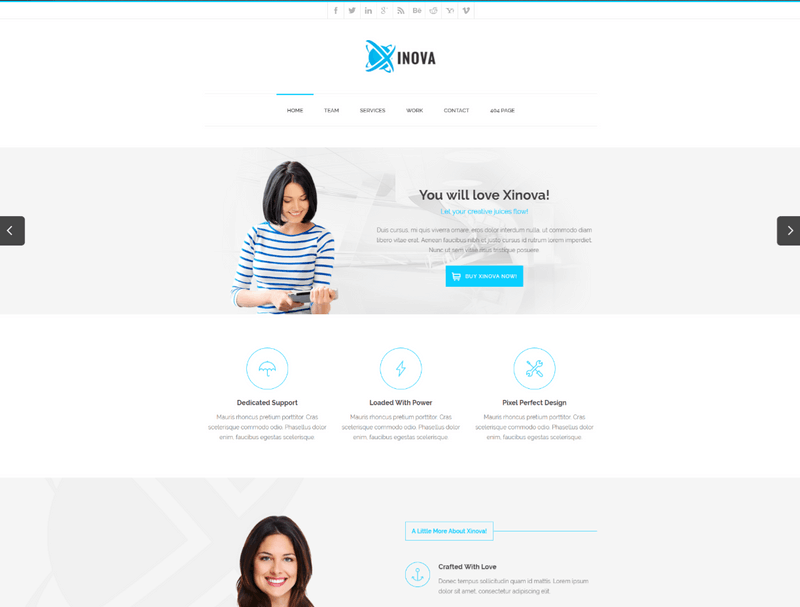 XINOVA
HOME TEAM SERVICES WORK CONTACT 404 PAGE
You will love Xinova!
Let your creative juices flow!
Duis cursus, mi quis viverra ornare, eros dolor interdum nulla, ut commodo diam
libero vitae erat. Aenean faucibus nibh et justo cursus id rutrum lorem imperdiet.
Nunc ut sem vitae risus tristique posuere.
BUY XINOVA NOW!
Dedicated Support Loaded With Power Pixel Perfect Design
Mauris rhoncus pretium porttitor. Cras Mauris rhoncus pretium porttitor. Cras Mauris rhoncus pretium porttitor. Cras
scelerisque commodo odio. Phasellus dolor scelerisque commodo odio. Phasellus dolor scelerisque commodo odio. Phasellus dolor
enim, faucibus egestas scelerisque. enim, faucibus egestas scelerisque. enim, faucibus egestas scelerisque.
A Little More About Xinova!
Crafted With Love
Donec tempus sollicitudin quam id mattis. Lorem ipsum
dolor sit amet, consectetur adipiscing elit.